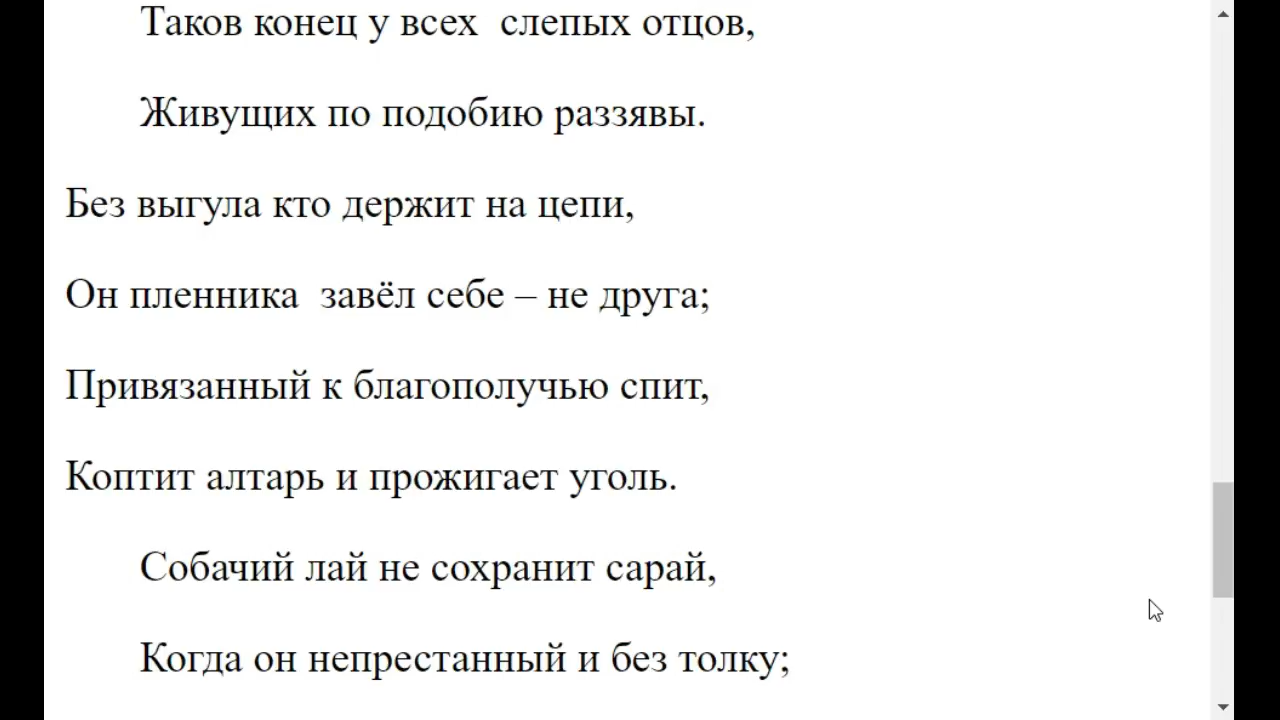 Таков конец у всех  слепых отцов,
Живущих по подобию раззявы.
Без выгула кто держит на цепи,
Он пленника  завёл себе – не друга;
Привязанный к благополучью спит,
Коптит алтарь и прожигает уголь.
Собачий лай не сохранит сарай,
Когда он непрестанный и без толку;